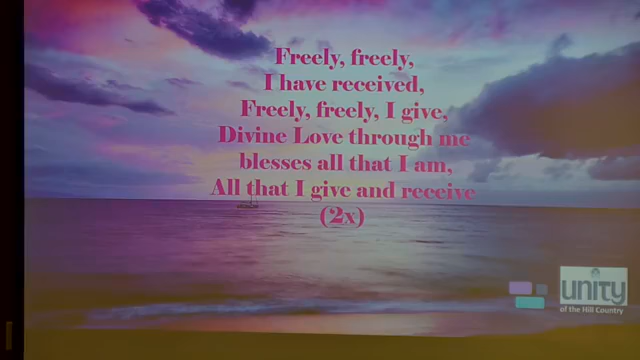 Freely, freely,
I have received,
Freely, freely, I give,
Divine Love through me
blesses all that I am,
All that I give and receive
(2x)
unity
of the Hill Country